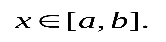 x ∈ [a, b].